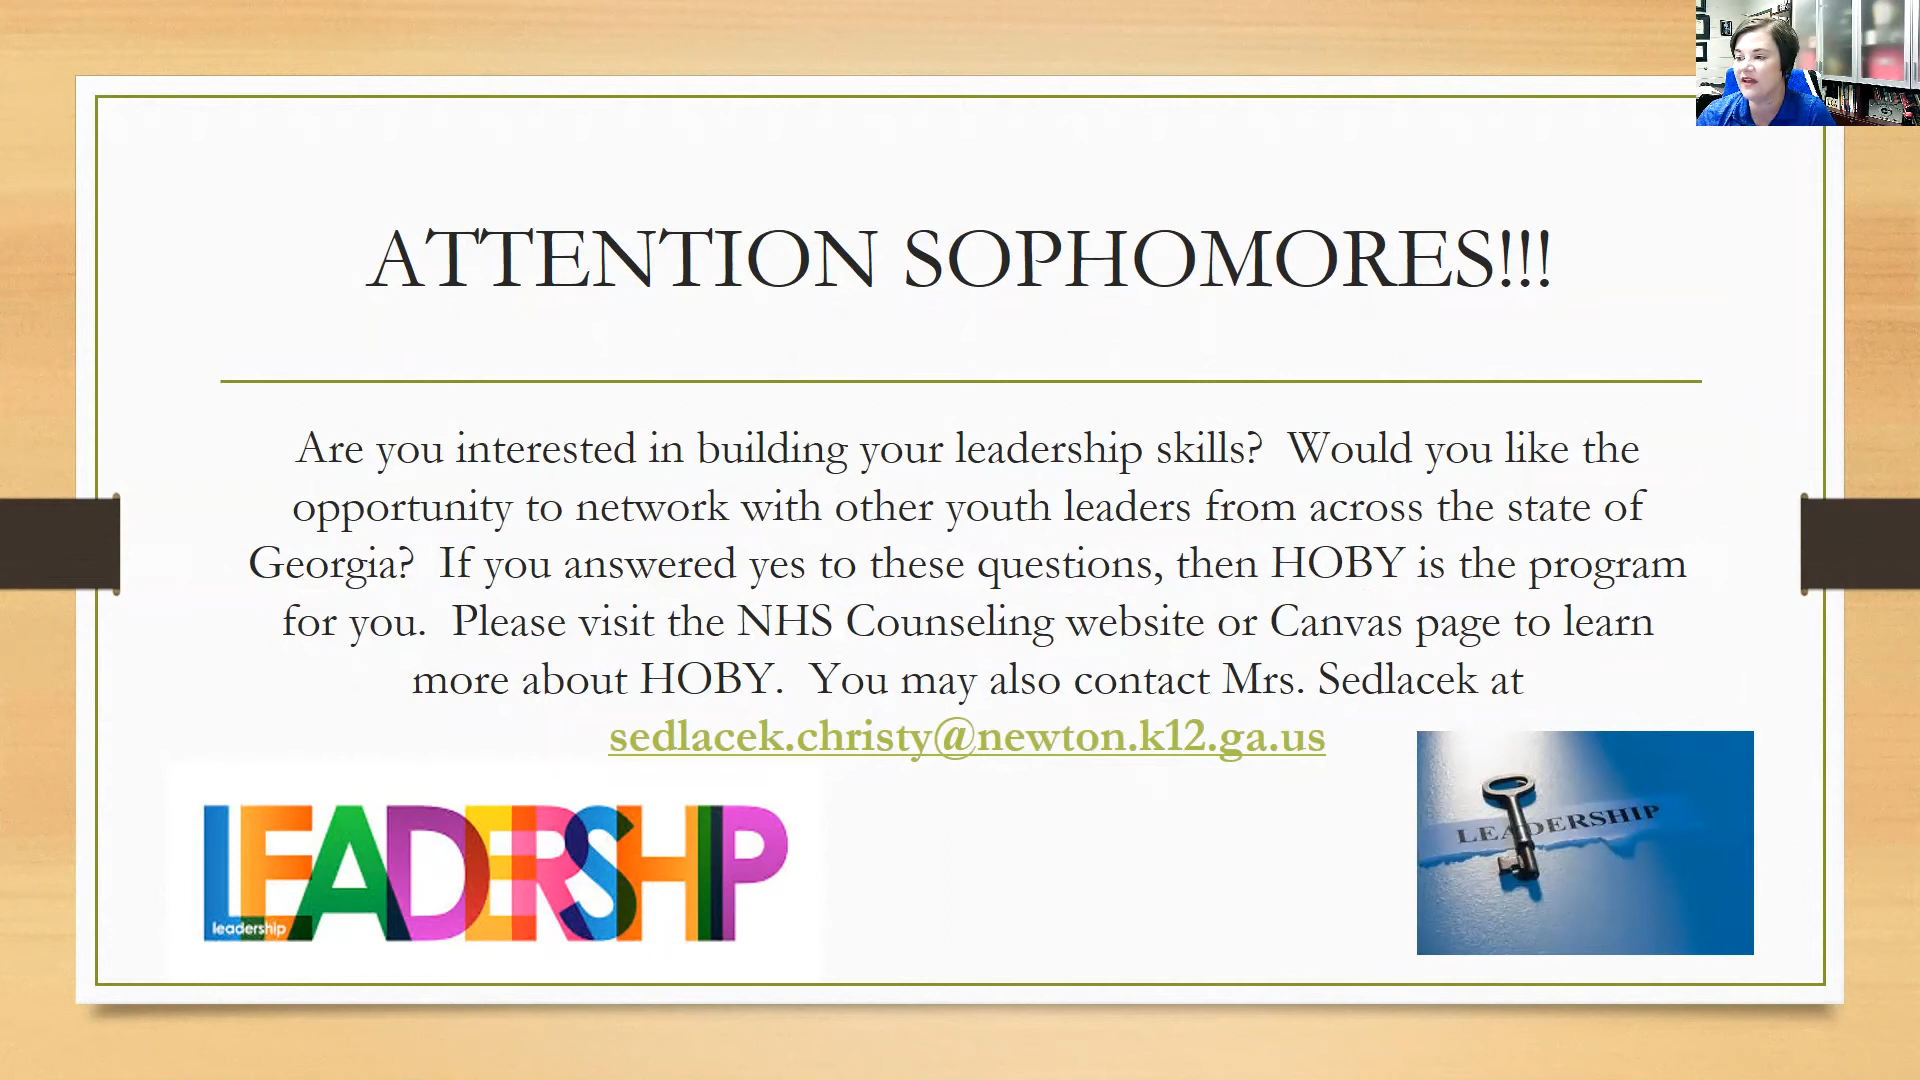 ATTENTION SOPHOMORES!!!
Are you interested in building your leadership skills?  Would you like the
opportunity to network with other youth leaders from across the state of
Georgia?  If you answered yes to these questions, then HOBY is the program
for you.  Please visit the NHS Counseling website or Canvas page to learn
more about HOBY.  You may also contact Mrs. Sedlacek at
sedlacek.christy@newton.k12.ga.us
LEADERSHIP
leadership
LEADERSHIP